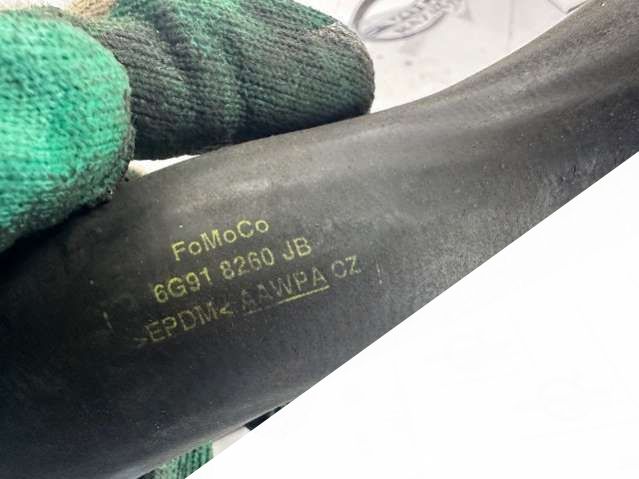 FoMoCo
6G91 8260 JB
>EPDM< AAWPA CZ